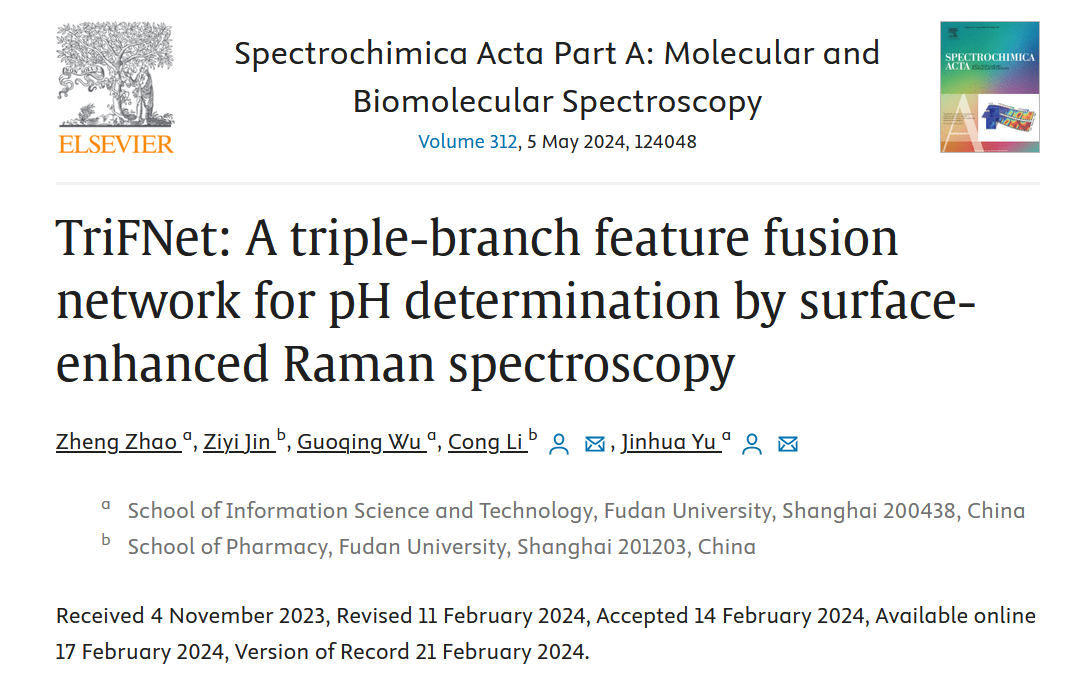 Spectrochimica Acta Part A: Molecular and
Biomolecular Spectroscopy
Volume 312, 5 May 2024, 124048
ELSEVIER
SPECTROCHIMICA
ACTA
A
TriFNet: A triple-branch feature fusion
network for pH determination by surface-
enhanced Raman spectroscopy
Zheng Zhao a, Ziyi Jin b, Guoqing Wu a, Cong Li b, Jinhua Yu a
a School of Information Science and Technology, Fudan University, Shanghai 200438, China
b School of Pharmacy, Fudan University, Shanghai 201203, China
Received 4 November 2023, Revised 11 February 2024, Accepted 14 February 2024, Available online
17 February 2024, Version of Record 21 February 2024.